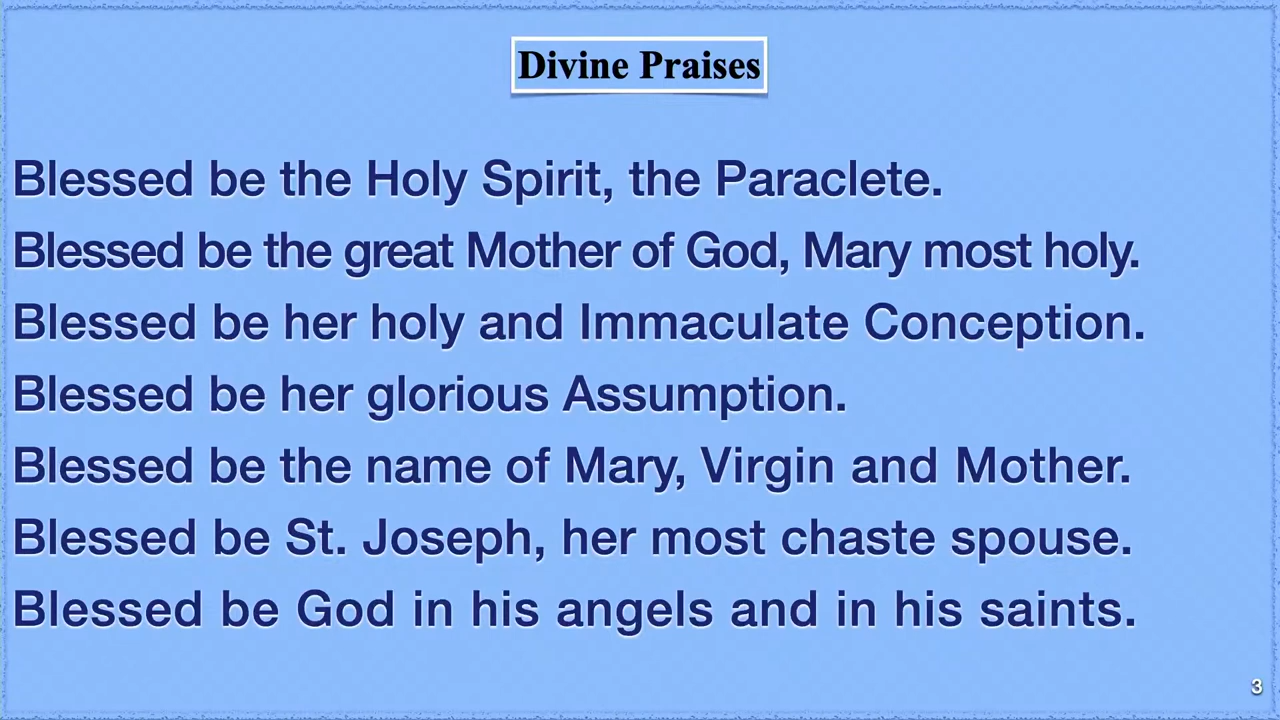 Divine Praises
Blessed be the Holy Spirit, the Paraclete.
Blessed be the great Mother of God, Mary most holy.
Blessed be her holy and Immaculate Conception.
Blessed be her glorious Assumption.
Blessed be the name of Mary, Virgin and Mother.
Blessed be St. Joseph, her most chaste spouse.
Blessed be God in his angels and in his saints.
3